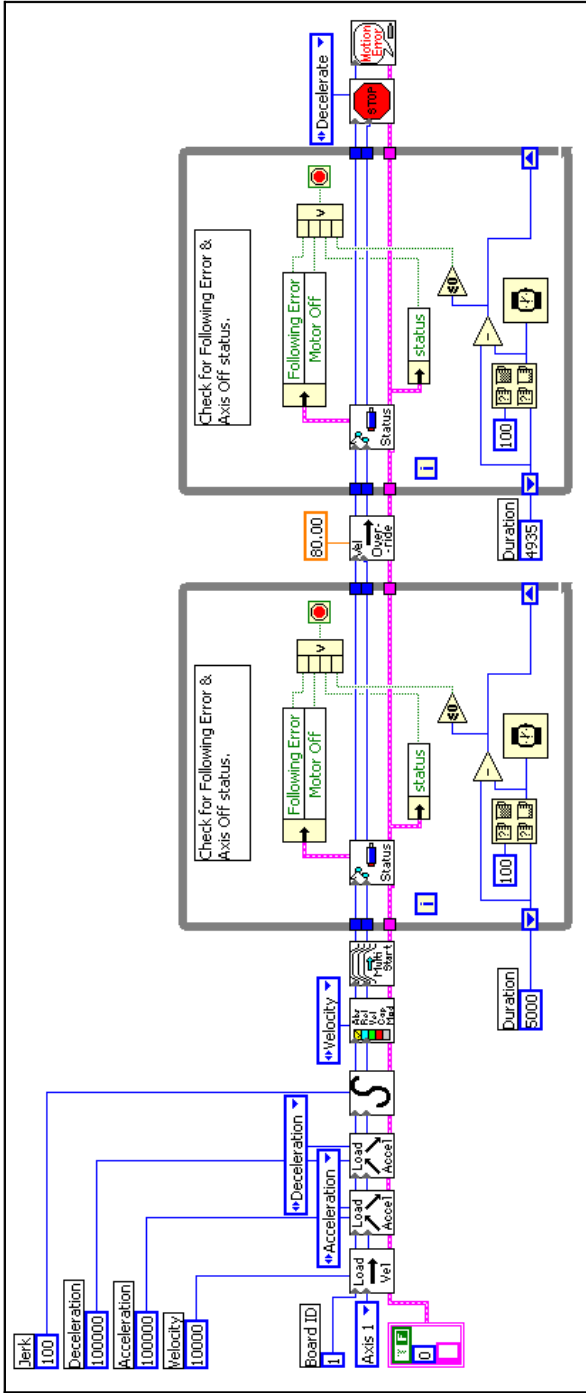 Jerk
100
Deceleration
100000
Acceleration
100000
Velocity
10000
Board ID
1
Axis 1
F
0
Load
Vel
Acceleration
Load
Accel
Deceleration
Load
Accel
S
Velocity
Abs
Rel
Vel
Cap
Mod
Multi
Start
Duration
5000
Check for Following Error &
Axis Off status.
Status
Following Error
Motor Off
status
i
100
?
?
?
?
-
≤0
V
80.00
Vel
Over-
-ride
Duration
4935
Check for Following Error &
Axis Off status.
Status
Following Error
Motor Off
status
i
100
?
?
?
?
-
≤0
V
Decelerate
STOP
Motion
Error